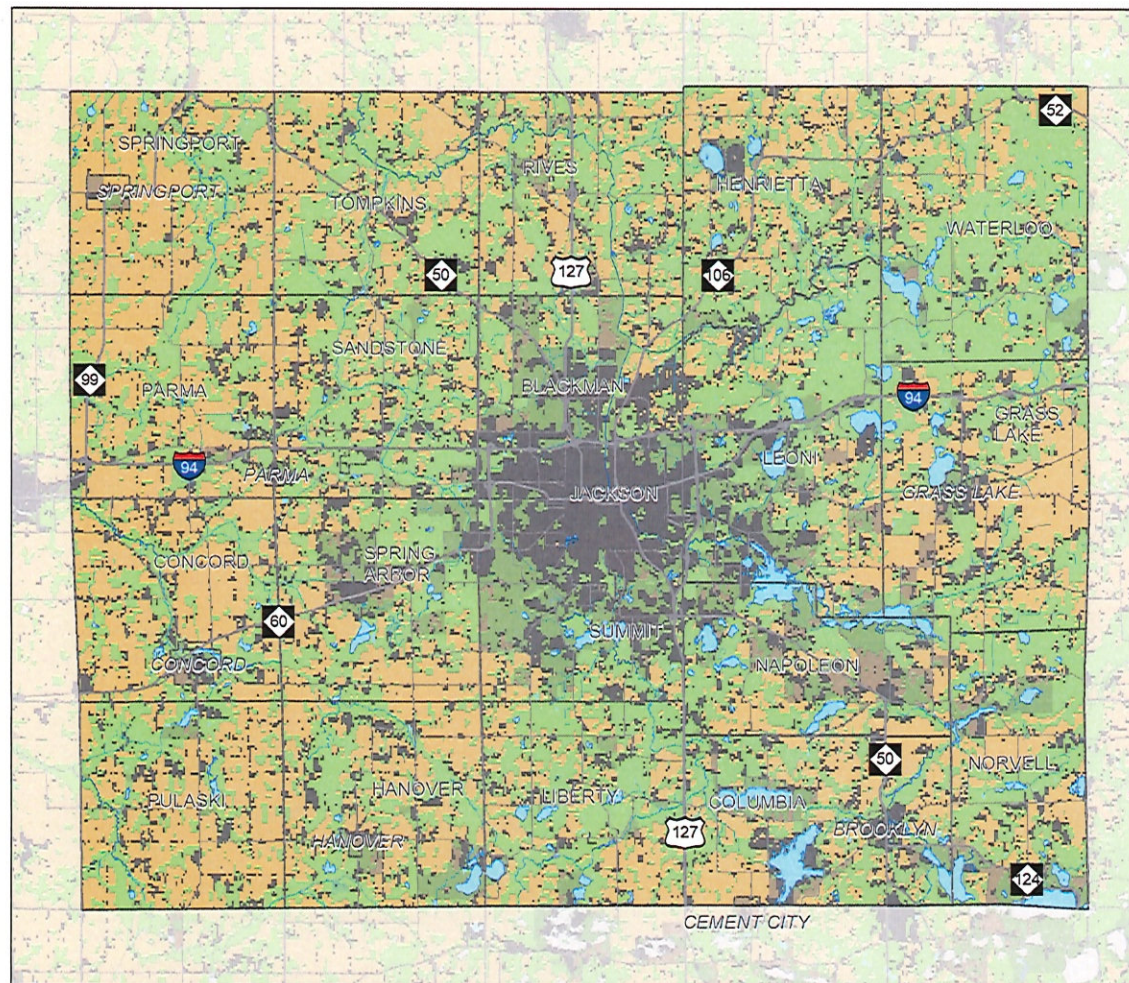 52
SPRINGPORT
RIVES
HENRIETTA
SPRINGPORT
TOMPKINS
WATERLOO
50
127
106
SANDSTONE
99
PARMA
BLACKMAN
94
GRASS
LAKE
94
PARMA
LEONI
JACKSON
GRASS LAKE
CONCORD
SPRING
ARBOR
60
SUMMIT
CONCORD
NAPOLEON
50
NORVELL
PULASKI
HANOVER
LIBERTY
COLUMBIA
HANOVER
127
BROOKLYN
124
CEMENT CITY